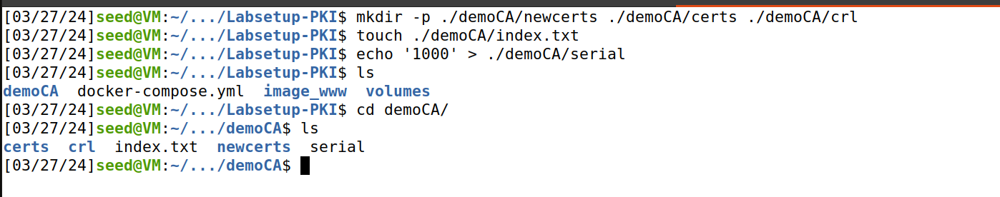 [03/27/24]seed@VM:~/.../Labsetup-PKI$ mkdir -p ./demoCA/newcerts ./demoCA/certs ./demoCA/crl
[03/27/24]seed@VM:~/.../Labsetup-PKI$ touch ./demoCA/index.txt
[03/27/24]seed@VM:~/.../Labsetup-PKI$ echo '1000' > ./demoCA/serial
[03/27/24]seed@VM:~/.../Labsetup-PKI$ ls
demoCA  docker-compose.yml  image_www  volumes
[03/27/24]seed@VM:~/.../Labsetup-PKI$ cd demoCA/
[03/27/24]seed@VM:~/.../demoCA$ ls
certs  crl  index.txt  newcerts  serial
[03/27/24]seed@VM:~/.../demoCA$